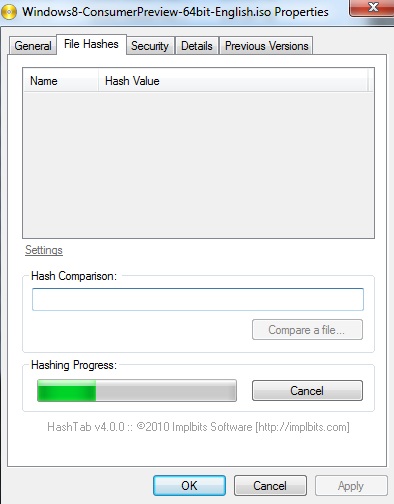 Windows8-ConsumerPreview-64bit-English.iso Properties
General File Hashes Security Details Previous Versions
Name Hash Value
Settings
Hash Comparison:
Compare a file...
Hashing Progress:
Cancel
HashTab v4.0.0 :: ©2010 Implbits Software [http://implbits.com]
OK Cancel Apply